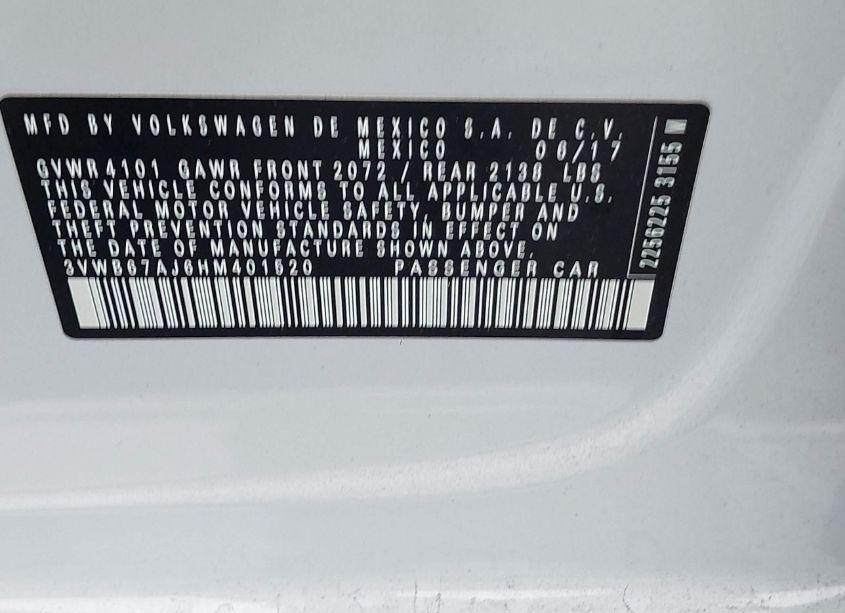 MFD BY VOLKSWAGEN DE MEXICO S.A. DE C.V.
MEXICO 06/17
GVWR 4101 GAWR FRONT 2072 / REAR 2138 LBS
THIS VEHICLE CONFORMS TO ALL APPLICABLE U.S.
FEDERAL MOTOR VEHICLE SAFETY, BUMPER AND
THEFT PREVENTION STANDARDS IN EFFECT ON
THE DATE OF MANUFACTURE SHOWN ABOVE.
3VWB67AJ6HM401520 PASSENGER CAR
2256225 3155